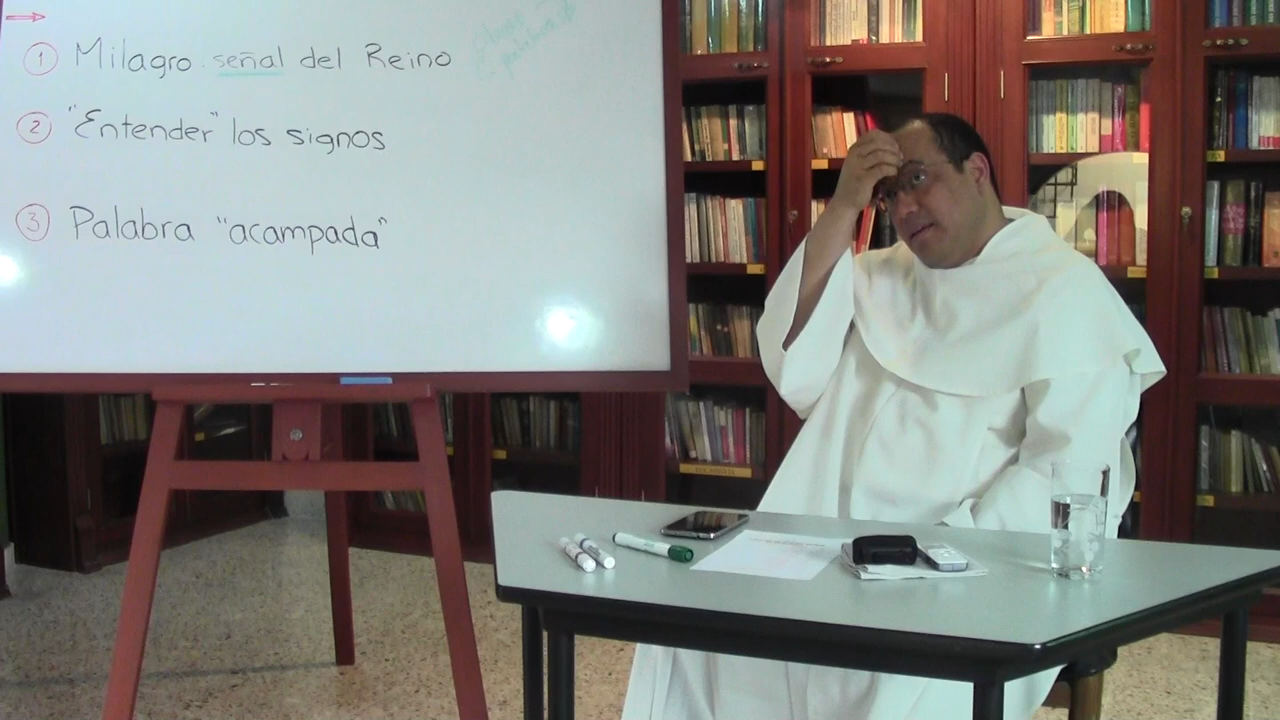 1 Milagro señal del Reino
2 "Entender" los signos
3 Palabra "acampada"